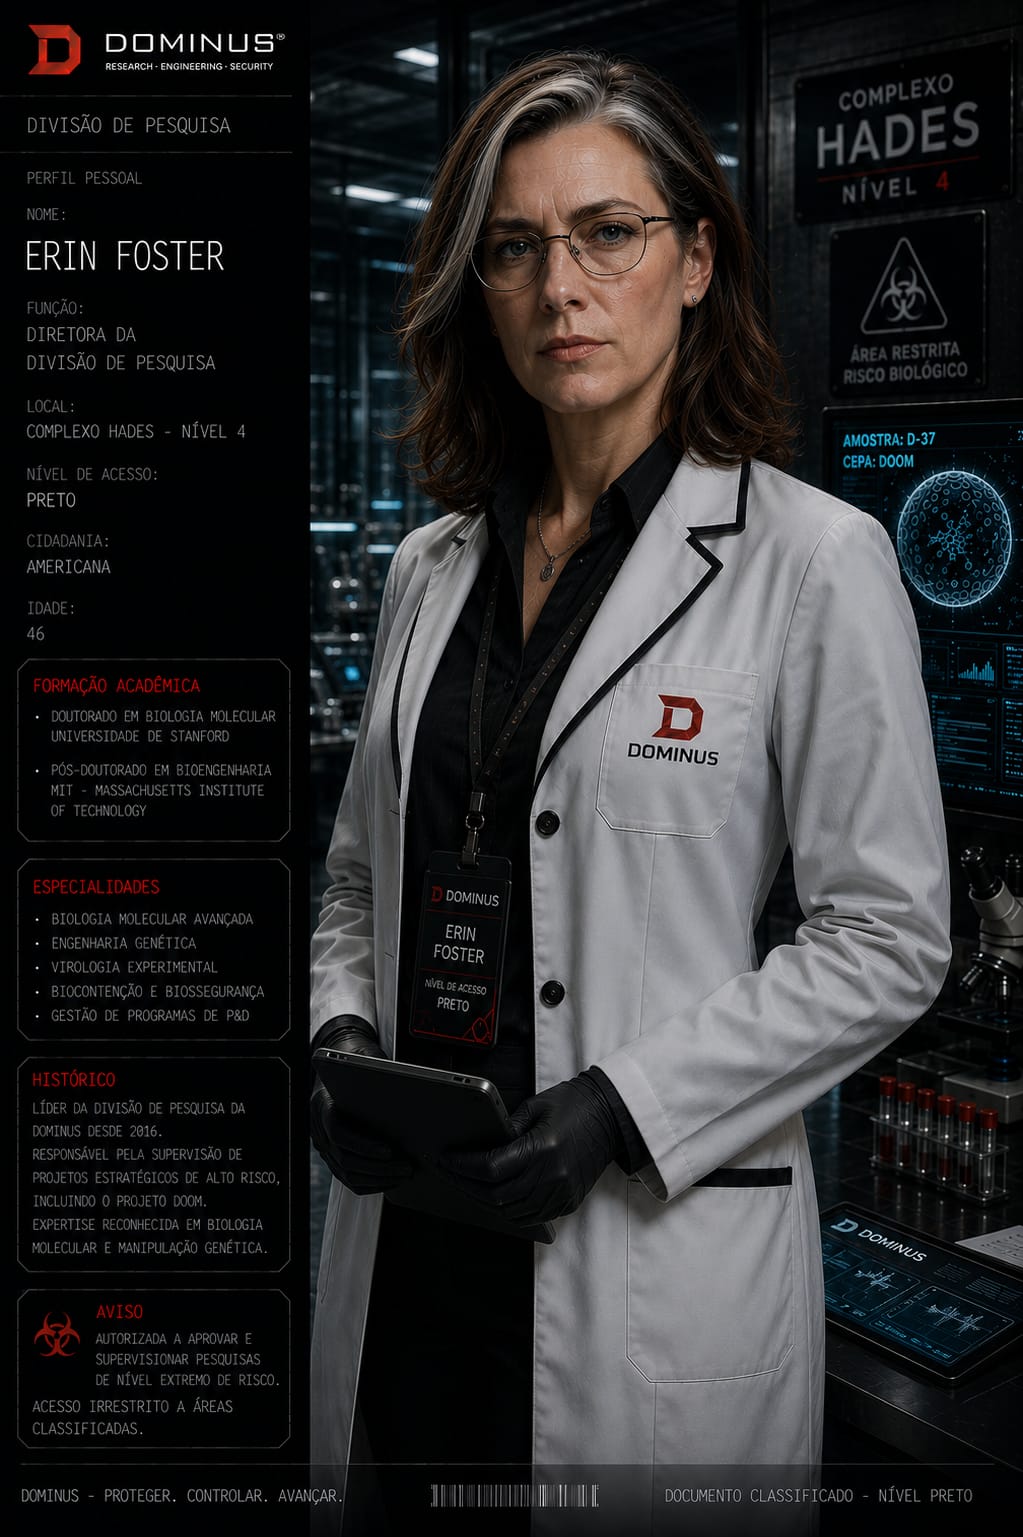 DOMINUS®
RESEARCH · ENGINEERING · SECURITY
DIVISÃO DE PESQUISA
PERFIL PESSOAL
NOME:
ERIN FOSTER
FUNÇÃO:
DIRETORA DA
DIVISÃO DE PESQUISA
LOCAL:
COMPLEXO HADES - NÍVEL 4
NÍVEL DE ACESSO:
PRETO
CIDADANIA:
AMERICANA
IDADE:
46
FORMAÇÃO ACADÊMICA
• DOUTORADO EM BIOLOGIA MOLECULAR
UNIVERSIDADE DE STANFORD
• PÓS-DOUTORADO EM BIOENGENHARIA
MIT - MASSACHUSETTS INSTITUTE
OF TECHNOLOGY
ESPECIALIDADES
• BIOLOGIA MOLECULAR AVANÇADA
• ENGENHARIA GENÉTICA
• VIROLOGIA EXPERIMENTAL
• BIOCONTENÇÃO E BIOSSEGURANÇA
• GESTÃO DE PROGRAMAS DE P&D
HISTÓRICO
LÍDER DA DIVISÃO DE PESQUISA DA
DOMINUS DESDE 2016.
RESPONSÁVEL PELA SUPERVISÃO DE
PROJETOS ESTRATÉGICOS DE ALTO RISCO,
INCLUINDO O PROJETO DOOM.
EXPERTISE RECONHECIDA EM BIOLOGIA
MOLECULAR E MANIPULAÇÃO GENÉTICA.
AVISO
AUTORIZADA A APROVAR E
SUPERVISIONAR PESQUISAS
DE NÍVEL EXTREMO DE RISCO.
ACESSO IRRESTRITO A ÁREAS
CLASSIFICADAS.
COMPLEXO
HADES
NÍVEL 4
ÁREA RESTRITA
RISCO BIOLÓGICO
AMOSTRA: D-37
CEPA: DOOM
DOMINUS
DOMINUS
ERIN
FOSTER
NÍVEL DE ACESSO
PRETO
DOMINUS
DOMINUS - PROTEGER. CONTROLAR. AVANÇAR.
DOCUMENTO CLASSIFICADO - NÍVEL PRETO